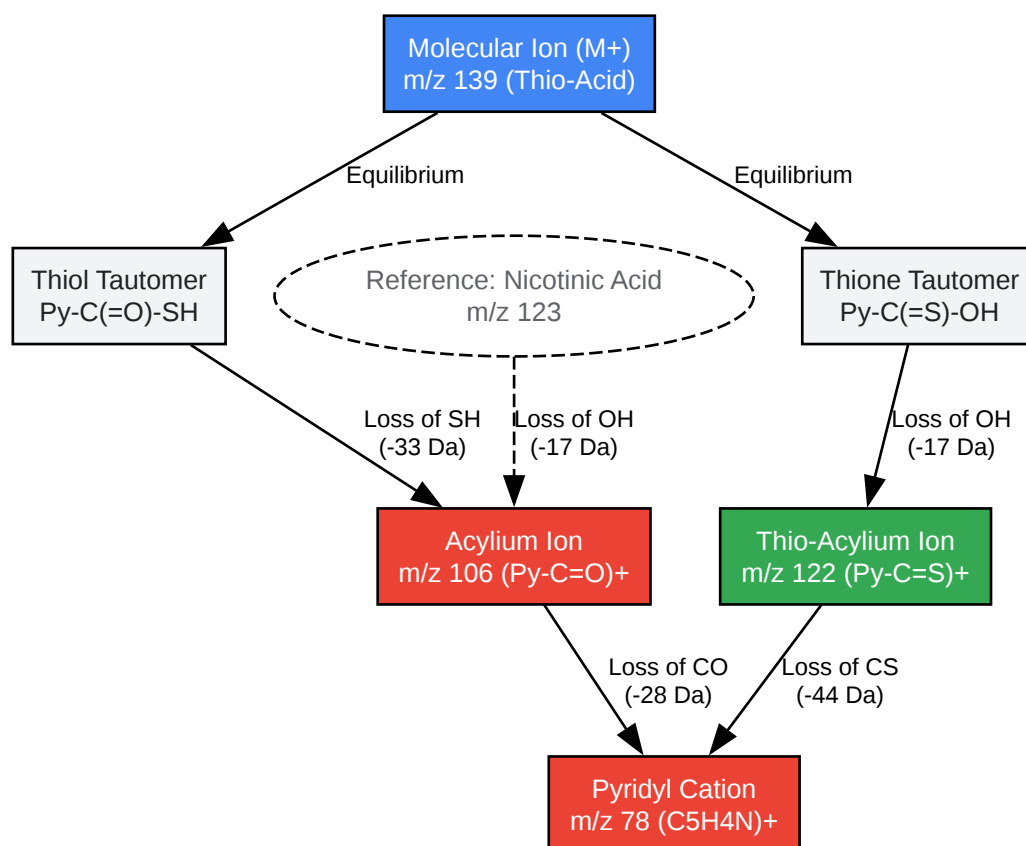 Molecular Ion (M+)
m/z 139 (Thio-Acid)
Equilibrium
Equilibrium
Thiol Tautomer
Py-C(=O)-SH
Reference: Nicotinic Acid
m/z 123
Thione Tautomer
Py-C(=S)-OH
Loss of SH
(-33 Da)
Loss of OH
(-17 Da)
Loss of OH
(-17 Da)
Acylium Ion
m/z 106 (Py-C=O)+
Thio-Acylium Ion
m/z 122 (Py-C=S)+
Loss of CO
(-28 Da)
Loss of CS
(-44 Da)
Pyridyl Cation
m/z 78 (C5H4N)+